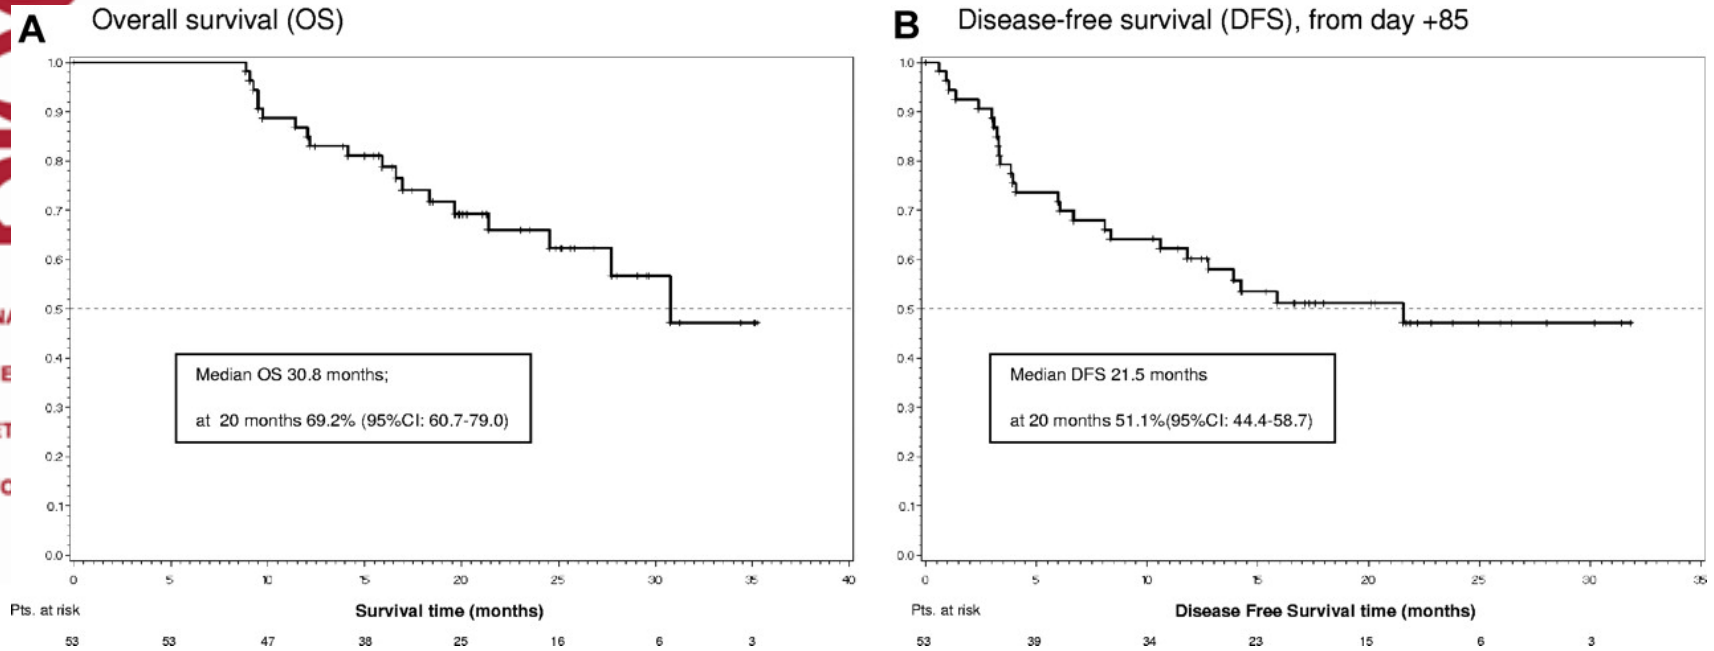 A Overall survival (OS)
1.0
0.9
0.8
0.7
0.6
0.5
0.4
0.3
0.2
0.1
0.0
Median OS 30.8 months;
at 20 months 69.2% (95%CI: 60.7-79.0)
0 5 10 15 20 25 30 35 40
Pts. at risk Survival time (months)
53 53 47 38 25 16 6 3
B Disease-free survival (DFS), from day +85
1.0
0.9
0.8
0.7
0.6
0.5
0.4
0.3
0.2
0.1
0.0
Median DFS 21.5 months
at 20 months 51.1%(95%CI: 44.4-58.7)
0 5 10 15 20 25 30 35
Pts. at risk Disease Free Survival time (months)
53 39 34 23 15 6 3